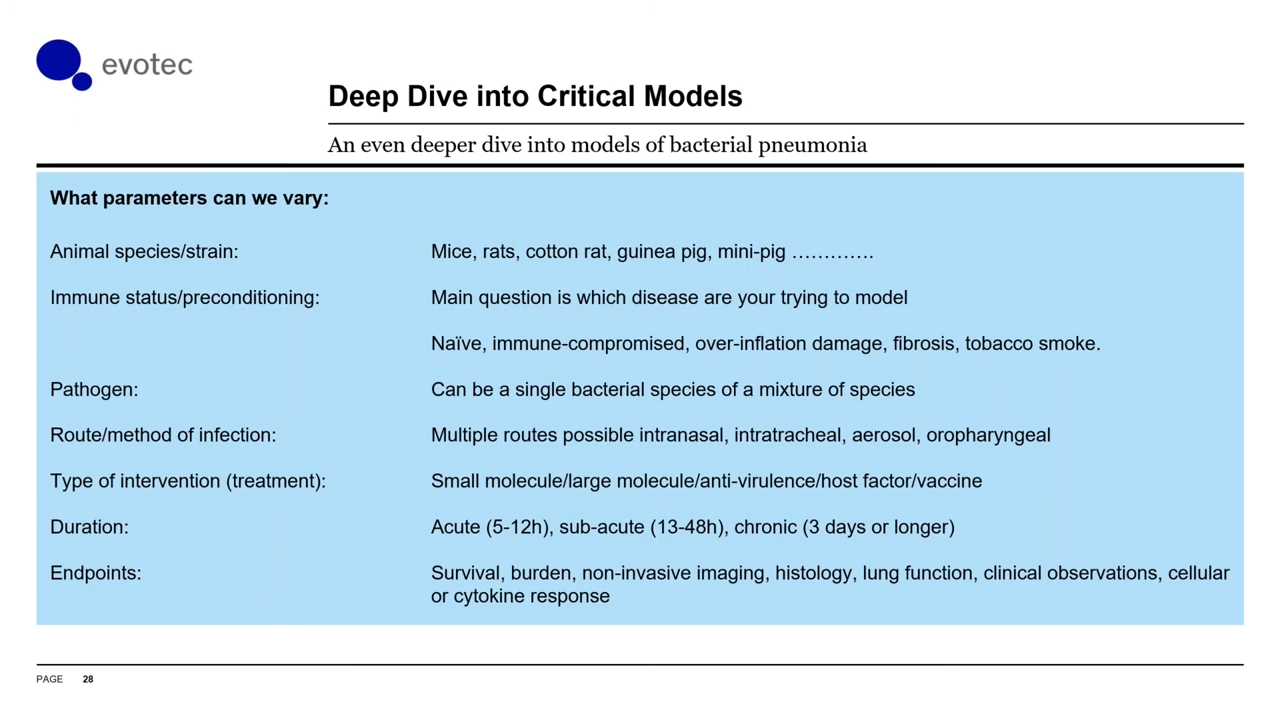 evotec
Deep Dive into Critical Models
An even deeper dive into models of bacterial pneumonia
What parameters can we vary:
Animal species/strain: Mice, rats, cotton rat, guinea pig, mini-pig ………….
Immune status/preconditioning: Main question is which disease are your trying to model
Naïve, immune-compromised, over-inflation damage, fibrosis, tobacco smoke.
Pathogen: Can be a single bacterial species of a mixture of species
Route/method of infection: Multiple routes possible intranasal, intratracheal, aerosol, oropharyngeal
Type of intervention (treatment): Small molecule/large molecule/anti-virulence/host factor/vaccine
Duration: Acute (5-12h), sub-acute (13-48h), chronic (3 days or longer)
Endpoints: Survival, burden, non-invasive imaging, histology, lung function, clinical observations, cellular
or cytokine response
PAGE 28